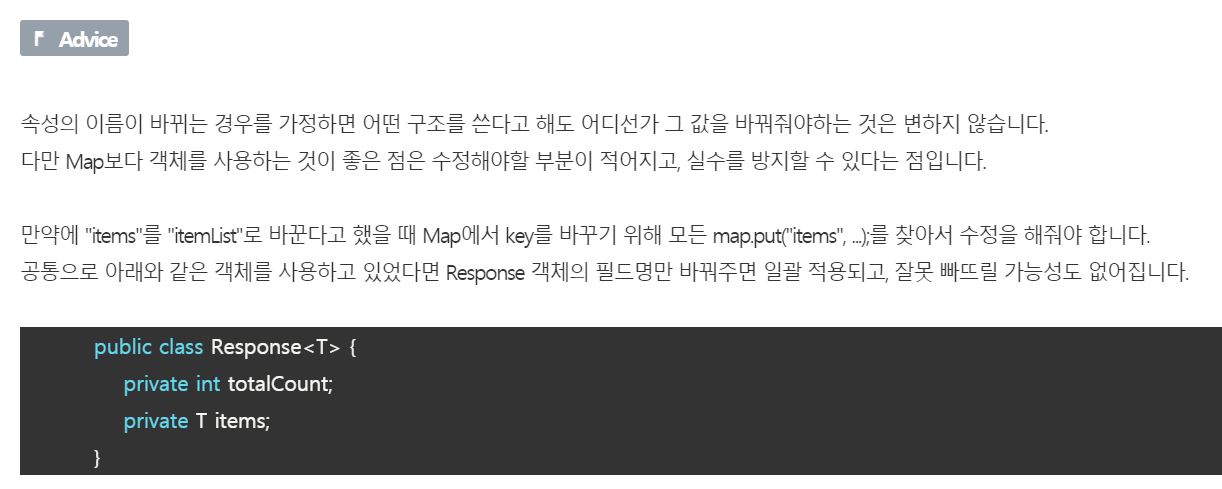 Advice
속성의 이름이 바뀌는 경우를 가정하면 어떤 구조를 쓴다고 해도 어디선가 그 값을 바꿔줘야하는 것은 변하지 않습니다.
다만 Map보다 객체를 사용하는 것이 좋은 점은 수정해야할 부분이 적어지고, 실수를 방지할 수 있다는 점입니다.
만약에 "items"를 "itemList"로 바꾼다고 했을 때 Map에서 key를 바꾸기 위해 모든 map.put("items", ...);를 찾아서 수정을 해줘야 합니다.
공통으로 아래와 같은 객체를 사용하고 있었다면 Response 객체의 필드명만 바꿔주면 일괄 적용되고, 잘못 빠뜨릴 가능성도 없어집니다.
public class Response<T> {
private int totalCount;
private T items;
}